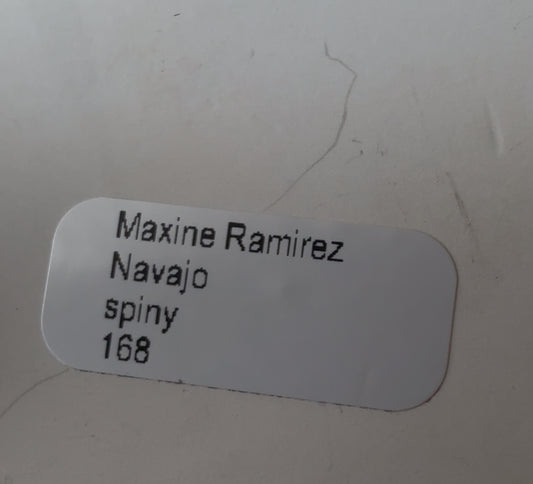 Maxine Ramirez
Navajo
spiny
168